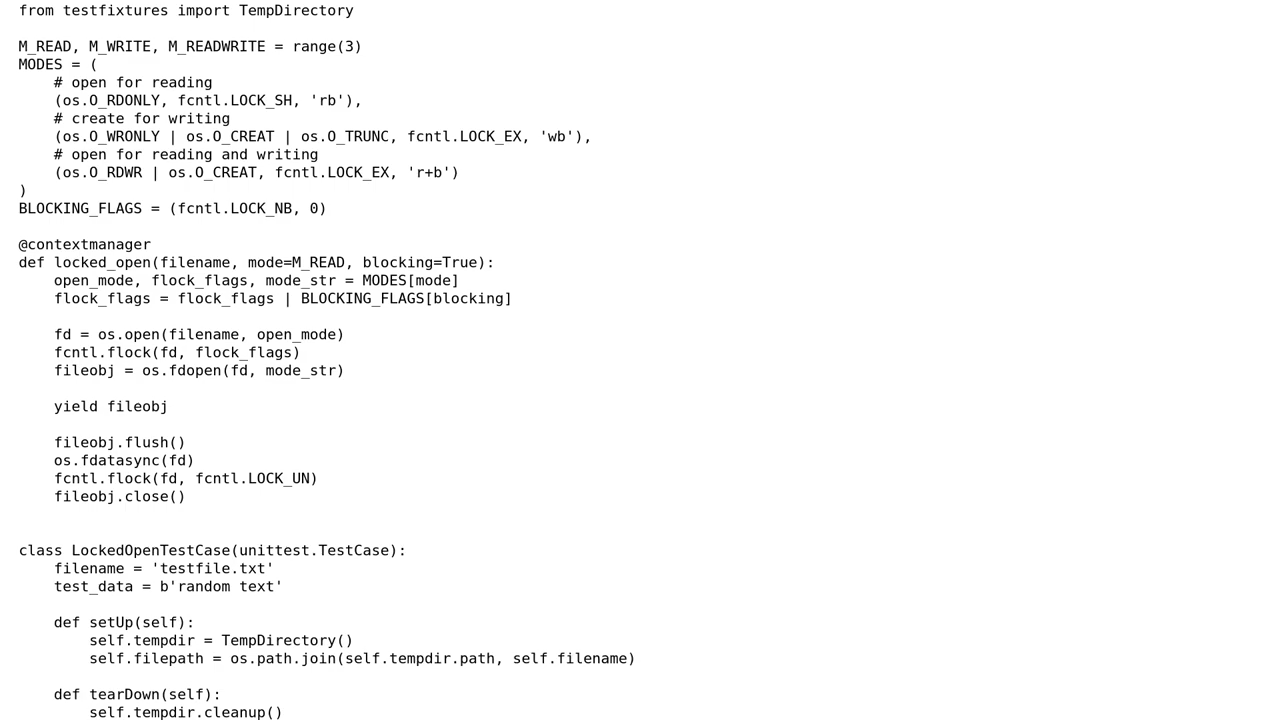 from testfixtures import TempDirectory
M_READ, M_WRITE, M_READWRITE = range(3)
MODES = (
    # open for reading
    (os.O_RDONLY, fcntl.LOCK_SH, 'rb'),
    # create for writing
    (os.O_WRONLY | os.O_CREAT | os.O_TRUNC, fcntl.LOCK_EX, 'wb'),
    # open for reading and writing
    (os.O_RDWR | os.O_CREAT, fcntl.LOCK_EX, 'r+b')
)
BLOCKING_FLAGS = (fcntl.LOCK_NB, 0)
@contextmanager
def locked_open(filename, mode=M_READ, blocking=True):
    open_mode, flock_flags, mode_str = MODES[mode]
    flock_flags = flock_flags | BLOCKING_FLAGS[blocking]
    fd = os.open(filename, open_mode)
    fcntl.flock(fd, flock_flags)
    fileobj = os.fdopen(fd, mode_str)
    yield fileobj
    fileobj.flush()
    os.fdatasync(fd)
    fcntl.flock(fd, fcntl.LOCK_UN)
    fileobj.close()
class LockedOpenTestCase(unittest.TestCase):
    filename = 'testfile.txt'
    test_data = b'random text'
    def setUp(self):
        self.tempdir = TempDirectory()
        self.filepath = os.path.join(self.tempdir.path, self.filename)
    def tearDown(self):
        self.tempdir.cleanup()